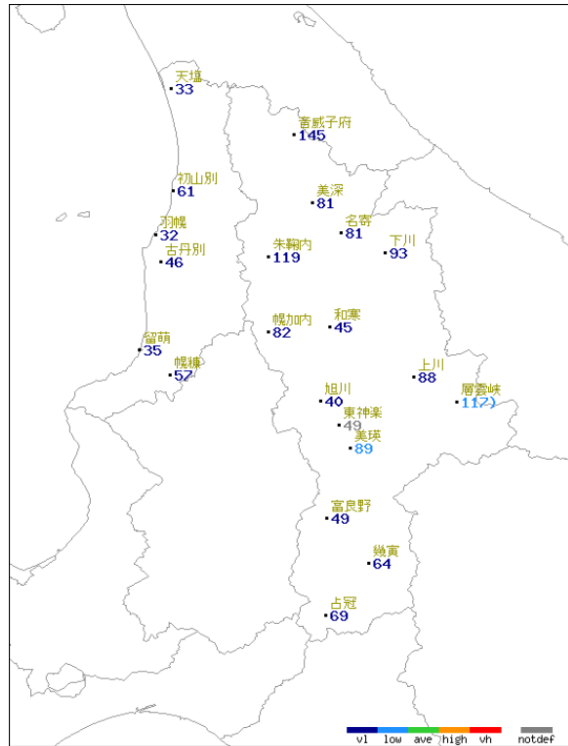 天塩
33
音威子府
145
初山別
61
美深
81
羽幌
32
名寄
81
古丹別
46
朱鞠内
119
下川
93
幌加内
82
和寒
45
留萌
35
幌糠
57
上川
88
旭川
40
層雲峡
117)
東神楽
49
美瑛
89
富良野
49
幾寅
64
占冠
69
vl low ave high vh notdef